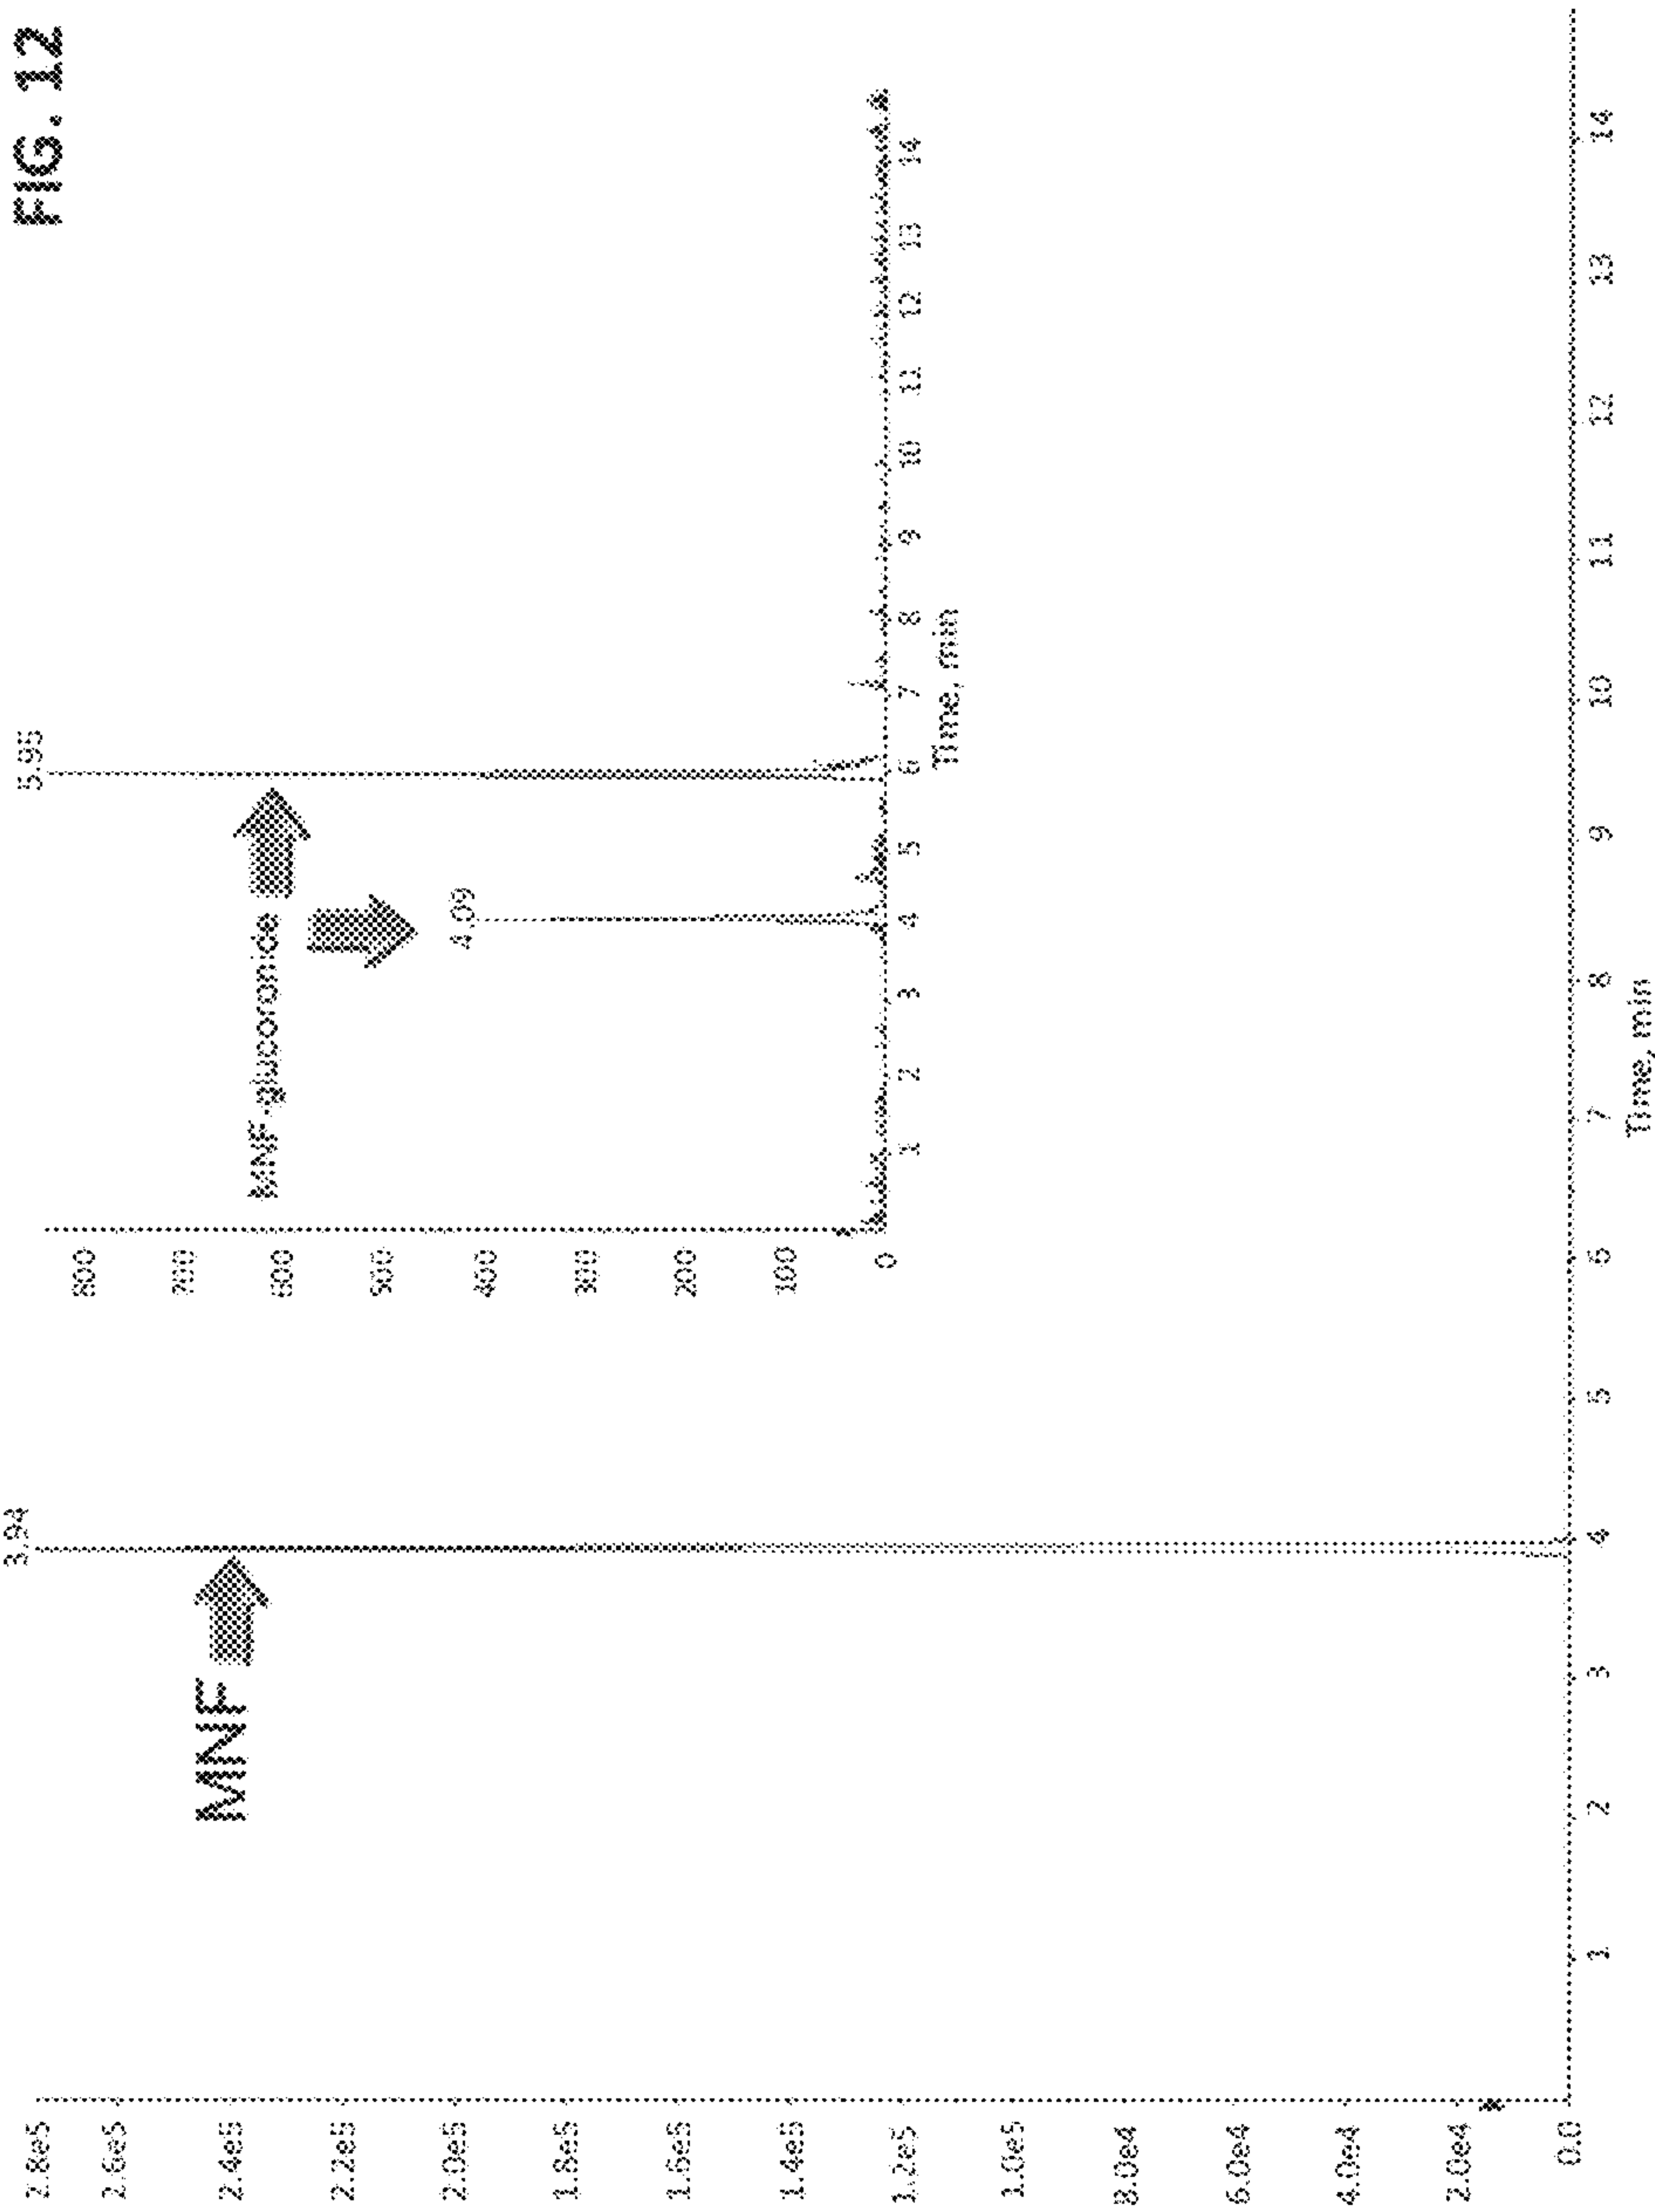 FIG. 12
3.94
MNF
2.8e5
2.6e5
2.4e5
2.2e5
2.0e5
1.8e5
1.6e5
1.4e5
1.2e5
1.0e5
8.0e4
6.0e4
4.0e4
2.0e4
0.0
1 2 3 4 5 6 7 8 9 10 11 12 13 14
Time, min
5.95
MNF-glucoronide
4.09
800
700
600
500
400
300
200
100
0
1 2 3 4 5 6 7 8 9 10 11 12 13 14
Time, min